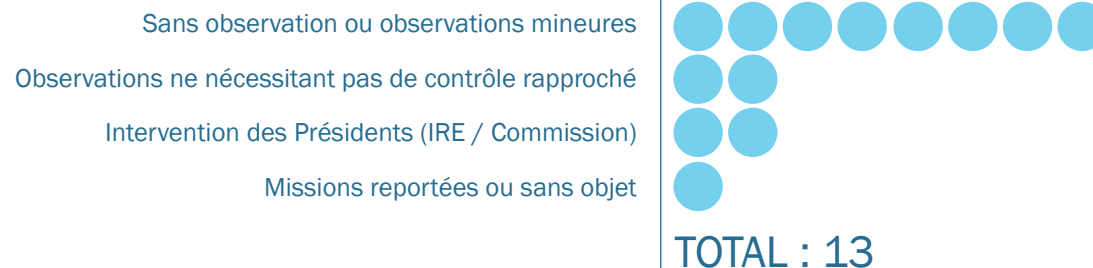 Sans observation ou observations mineures
Observations ne nécessitant pas de contrôle rapproché
Intervention des Présidents (IRE / Commission)
Missions reportées ou sans objet
TOTAL : 13